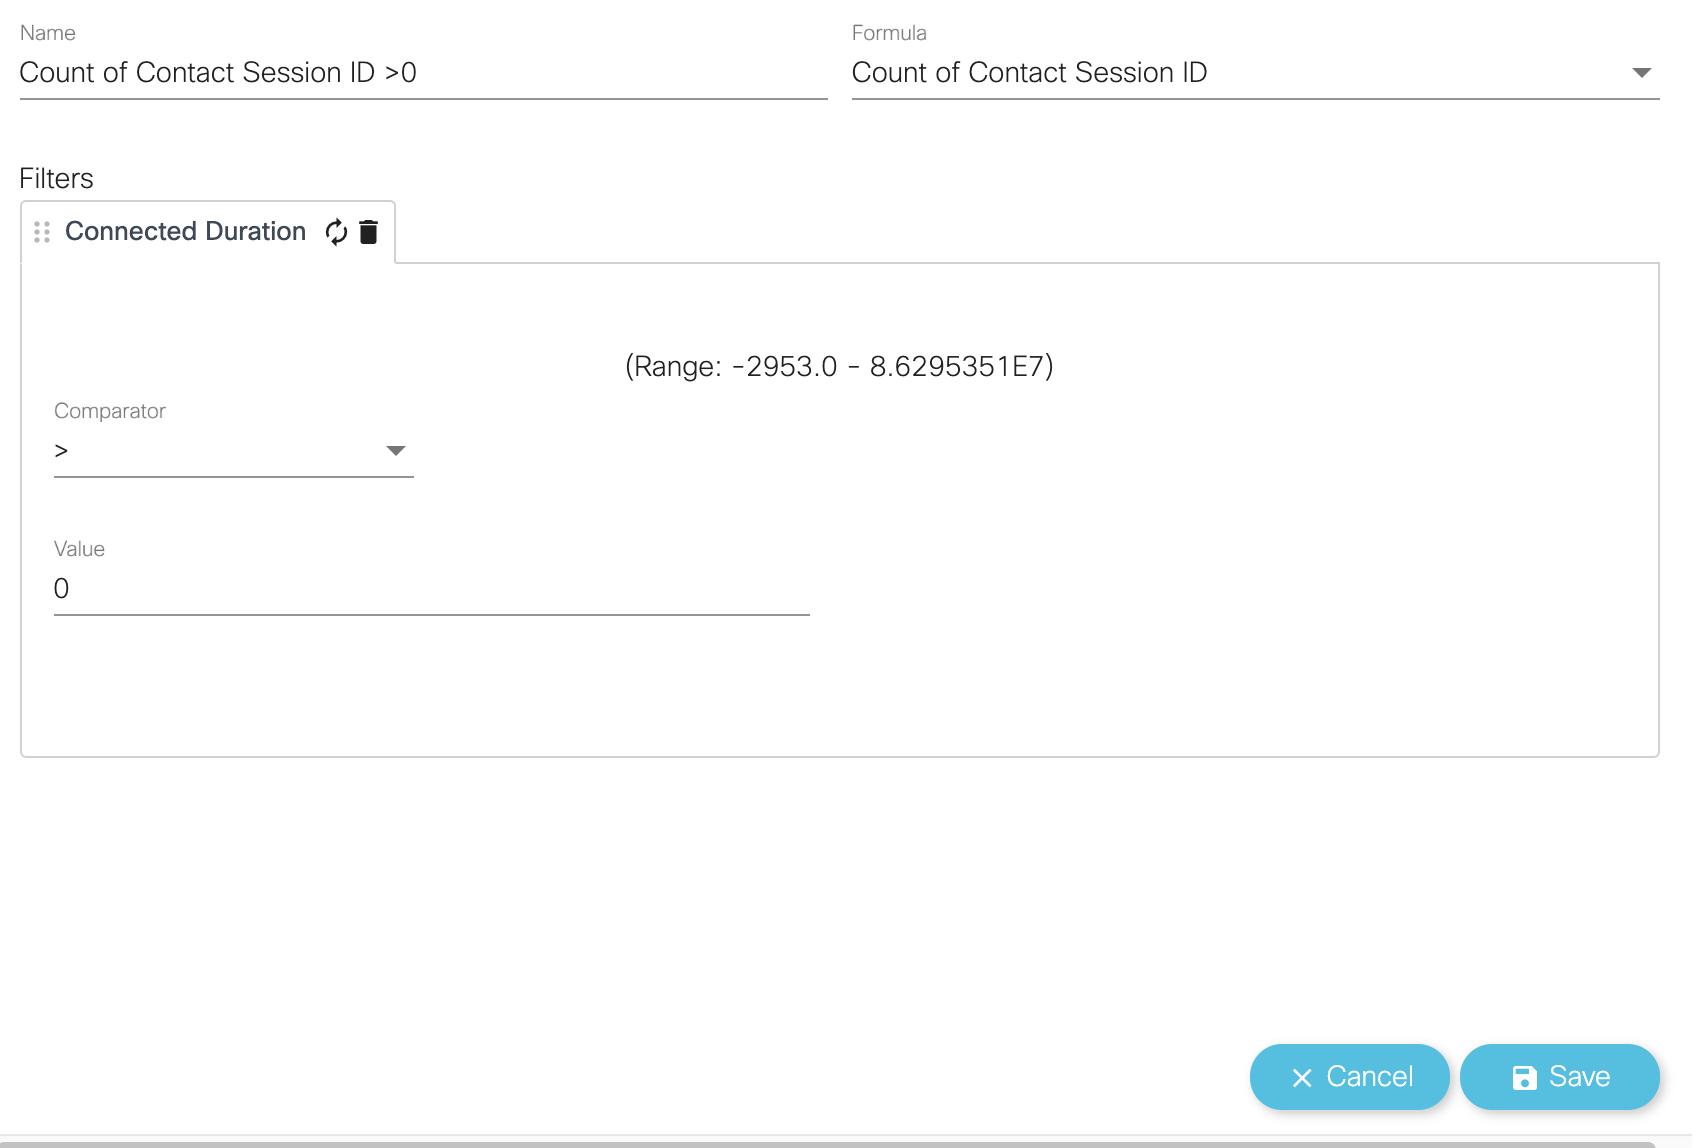 Name
Formula
Count of Contact Session ID >0
Count of Contact Session ID
Filters
Connected Duration
(Range: -2953.0 - 8.6295351E7)
Comparator
>
Value
0
Cancel
Save